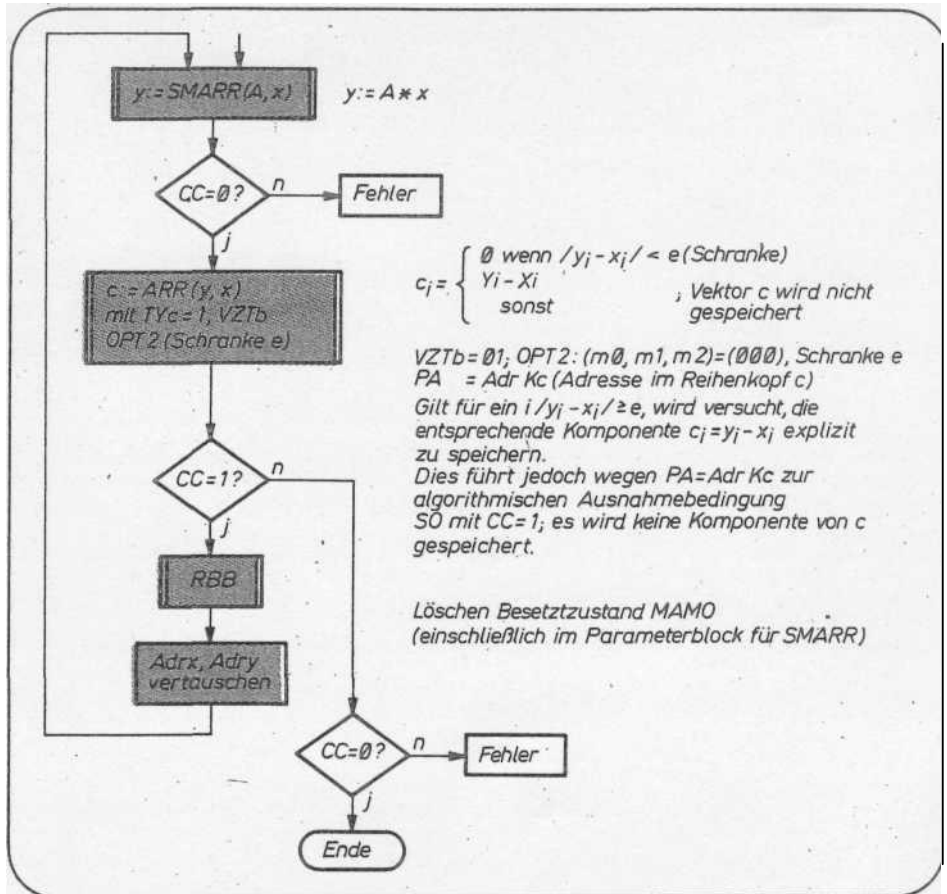 y:=SMARR(A,x)
y:=A*x
CC=0?
n
Fehler
j
c:=ARR(y,x)
mit TYc=1, VZTb
OPT2(Schranke e)
c_i= { 0 wenn /y_i-x_i/ < e (Schranke)
Y_i-X_i
sonst ; Vektor c wird nicht
gespeichert
VZTb=01; OPT2: (m0, m1, m2)=(000), Schranke e
PA = Adr Kc (Adresse im Reihenkopf c)
Gilt für ein i /y_i-x_i/ ≥ e, wird versucht, die
entsprechende Komponente c_i=y_i-x_i explizit
zu speichern.
Dies führt jedoch wegen PA=Adr Kc zur
algorithmischen Ausnahmebedingung
SO mit CC=1; es wird keine Komponente von c
gespeichert.
CC=1?
n
j
RBB
Löschen Besetztzustand MAMO
(einschließlich im Parameterblock für SMARR)
Adrx, Adry
vertauschen
CC=0?
n
Fehler
j
Ende